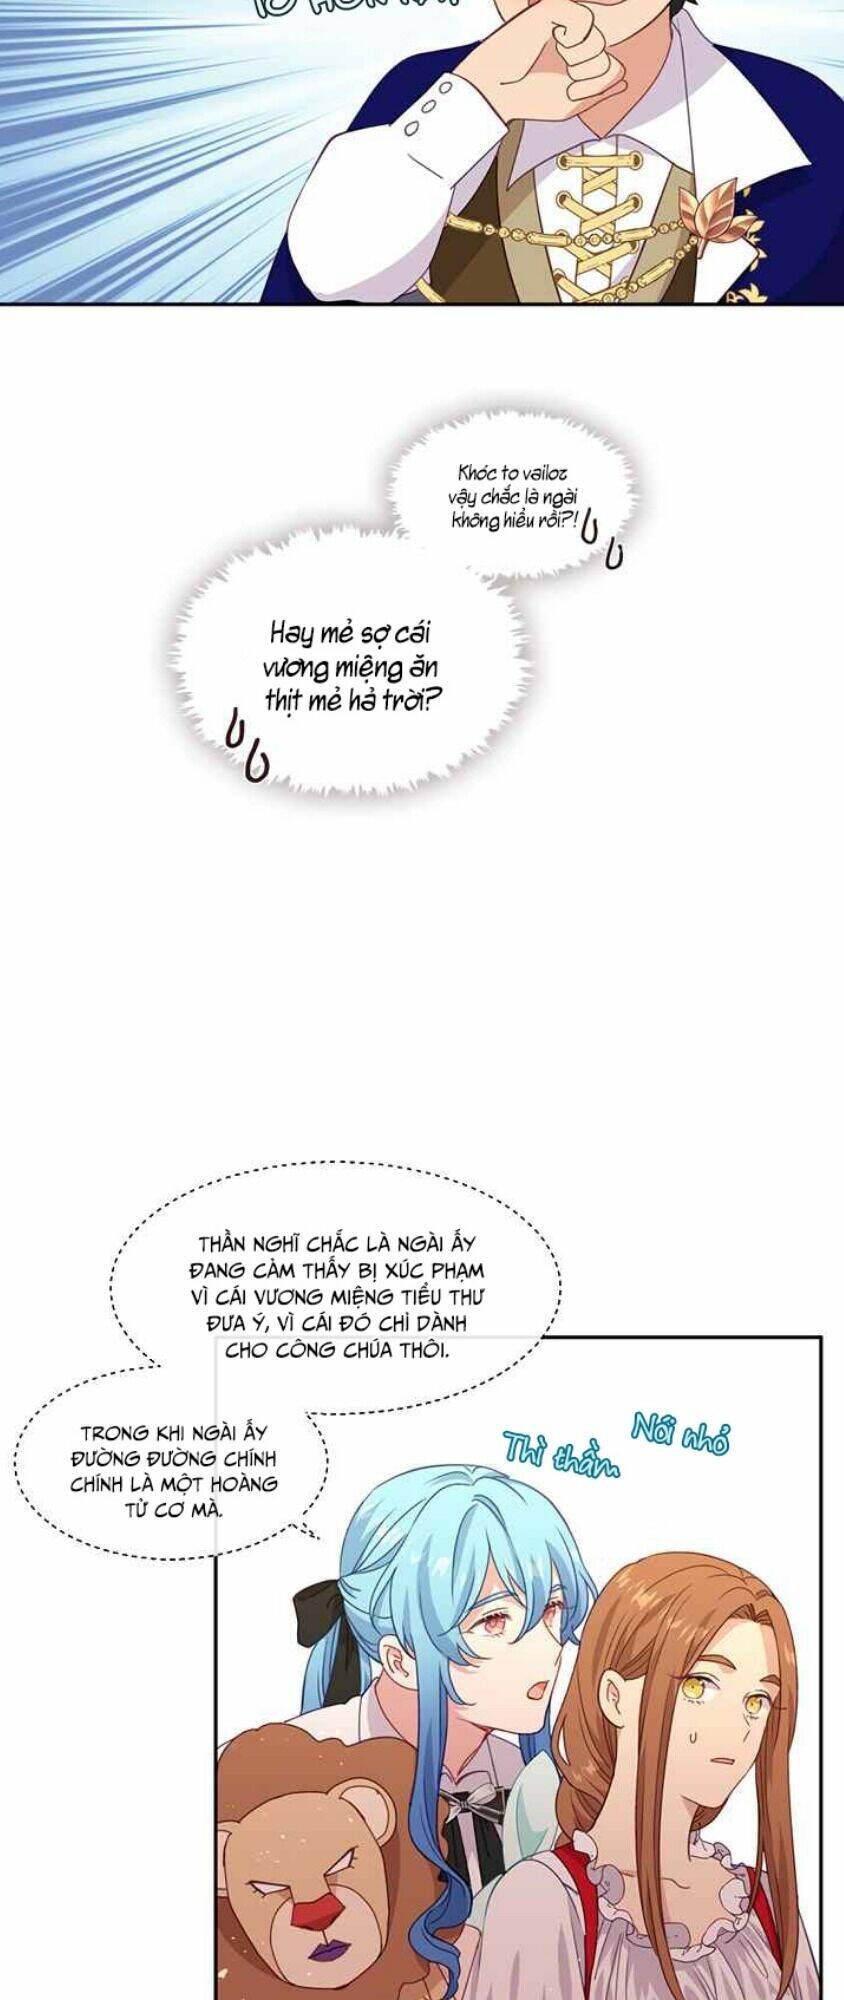 Khóc to vailoz
vậy chắc là ngài
không hiểu rồi?!
Hay mẻ sợ cái
vương miệng ăn
thịt mẻ hả trời?
THẦN NGHĨ CHẮC LÀ NGÀI ẤY
ĐANG CẢM THẤY BỊ XÚC PHẠM
VÌ CÁI VƯƠNG MIỆNG TIỂU THƯ
ĐƯA Ý, VÌ CÁI ĐÓ CHỈ DÀNH
CHO CÔNG CHÚA THÔI.
TRONG KHI NGÀI ẤY
ĐƯỜNG ĐƯỜNG CHÍNH
CHÍNH LÀ MỘT HOÀNG
TỬ CƠ MÀ.
Nói nhỏ
Thì thầm